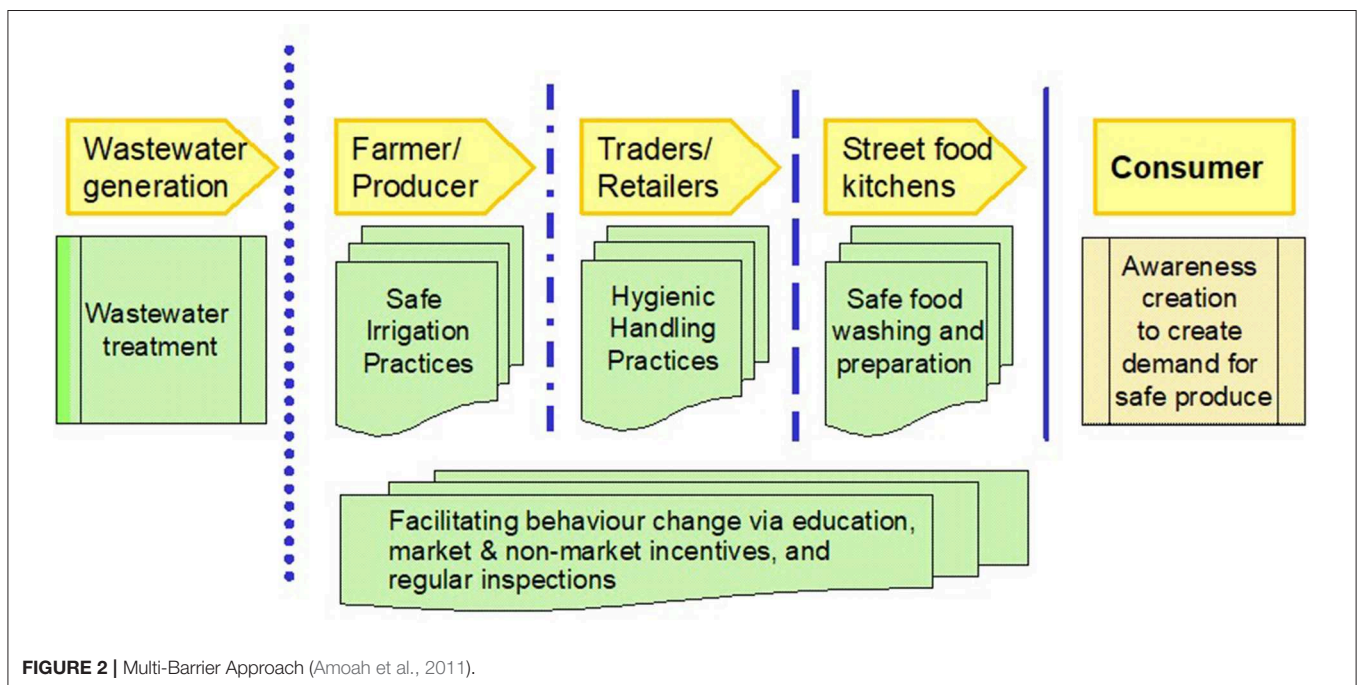 Wastewater
generation
Farmer/
Producer
Traders/
Retailers
Street food
kitchens
Consumer
Wastewater
treatment
Safe
Irrigation
Practices
Hygienic
Handling
Practices
Safe food
washing and
preparation
Awareness
creation
to create
demand for
safe produce
Facilitating behaviour change via education,
market & non-market incentives, and
regular inspections
FIGURE 2 | Multi-Barrier Approach (Amoah et al., 2011).